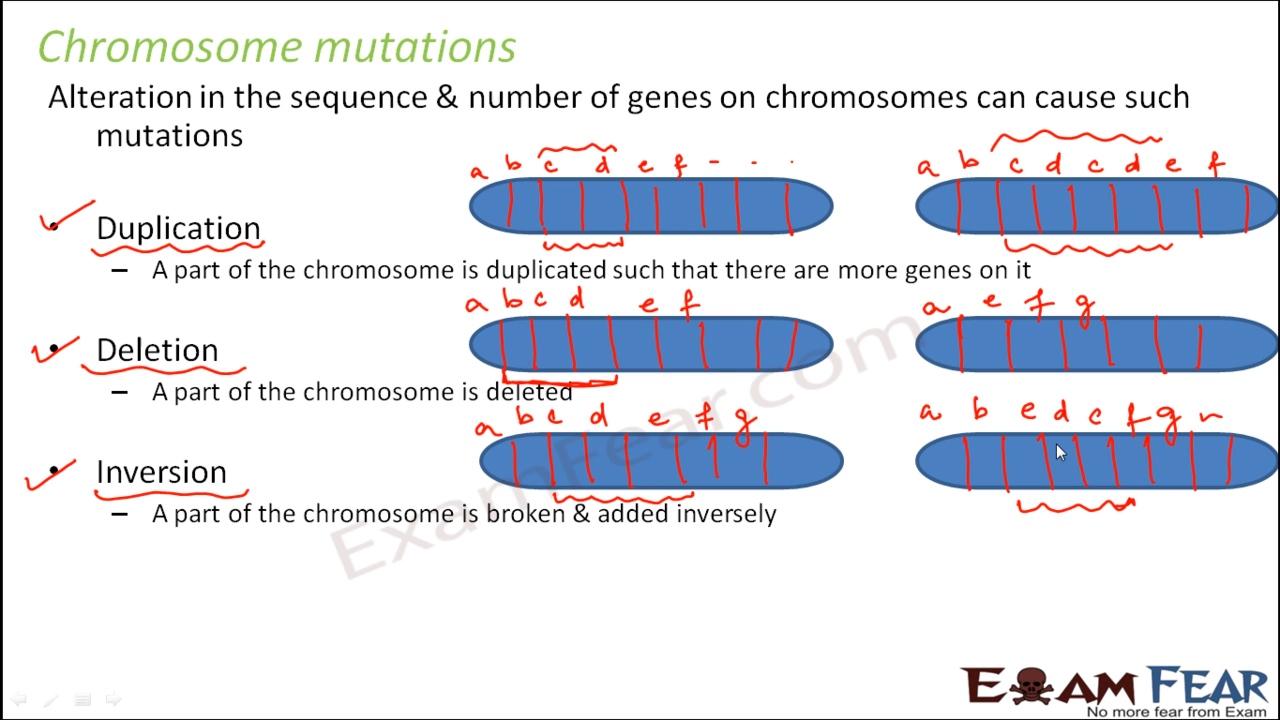 Chromosome mutations
Alteration in the sequence & number of genes on chromosomes can cause such
mutations
a b c d e f - - .
a b c d c d e f
• Duplication
– A part of the chromosome is duplicated such that there are more genes on it
a b c d e f
a e f g
• Deletion
– A part of the chromosome is deleted
a b c d e f g
a b e d c f g
• Inversion
– A part of the chromosome is broken & added inversely
ExamFear.com
EXAM FEAR
No more fear from Exam